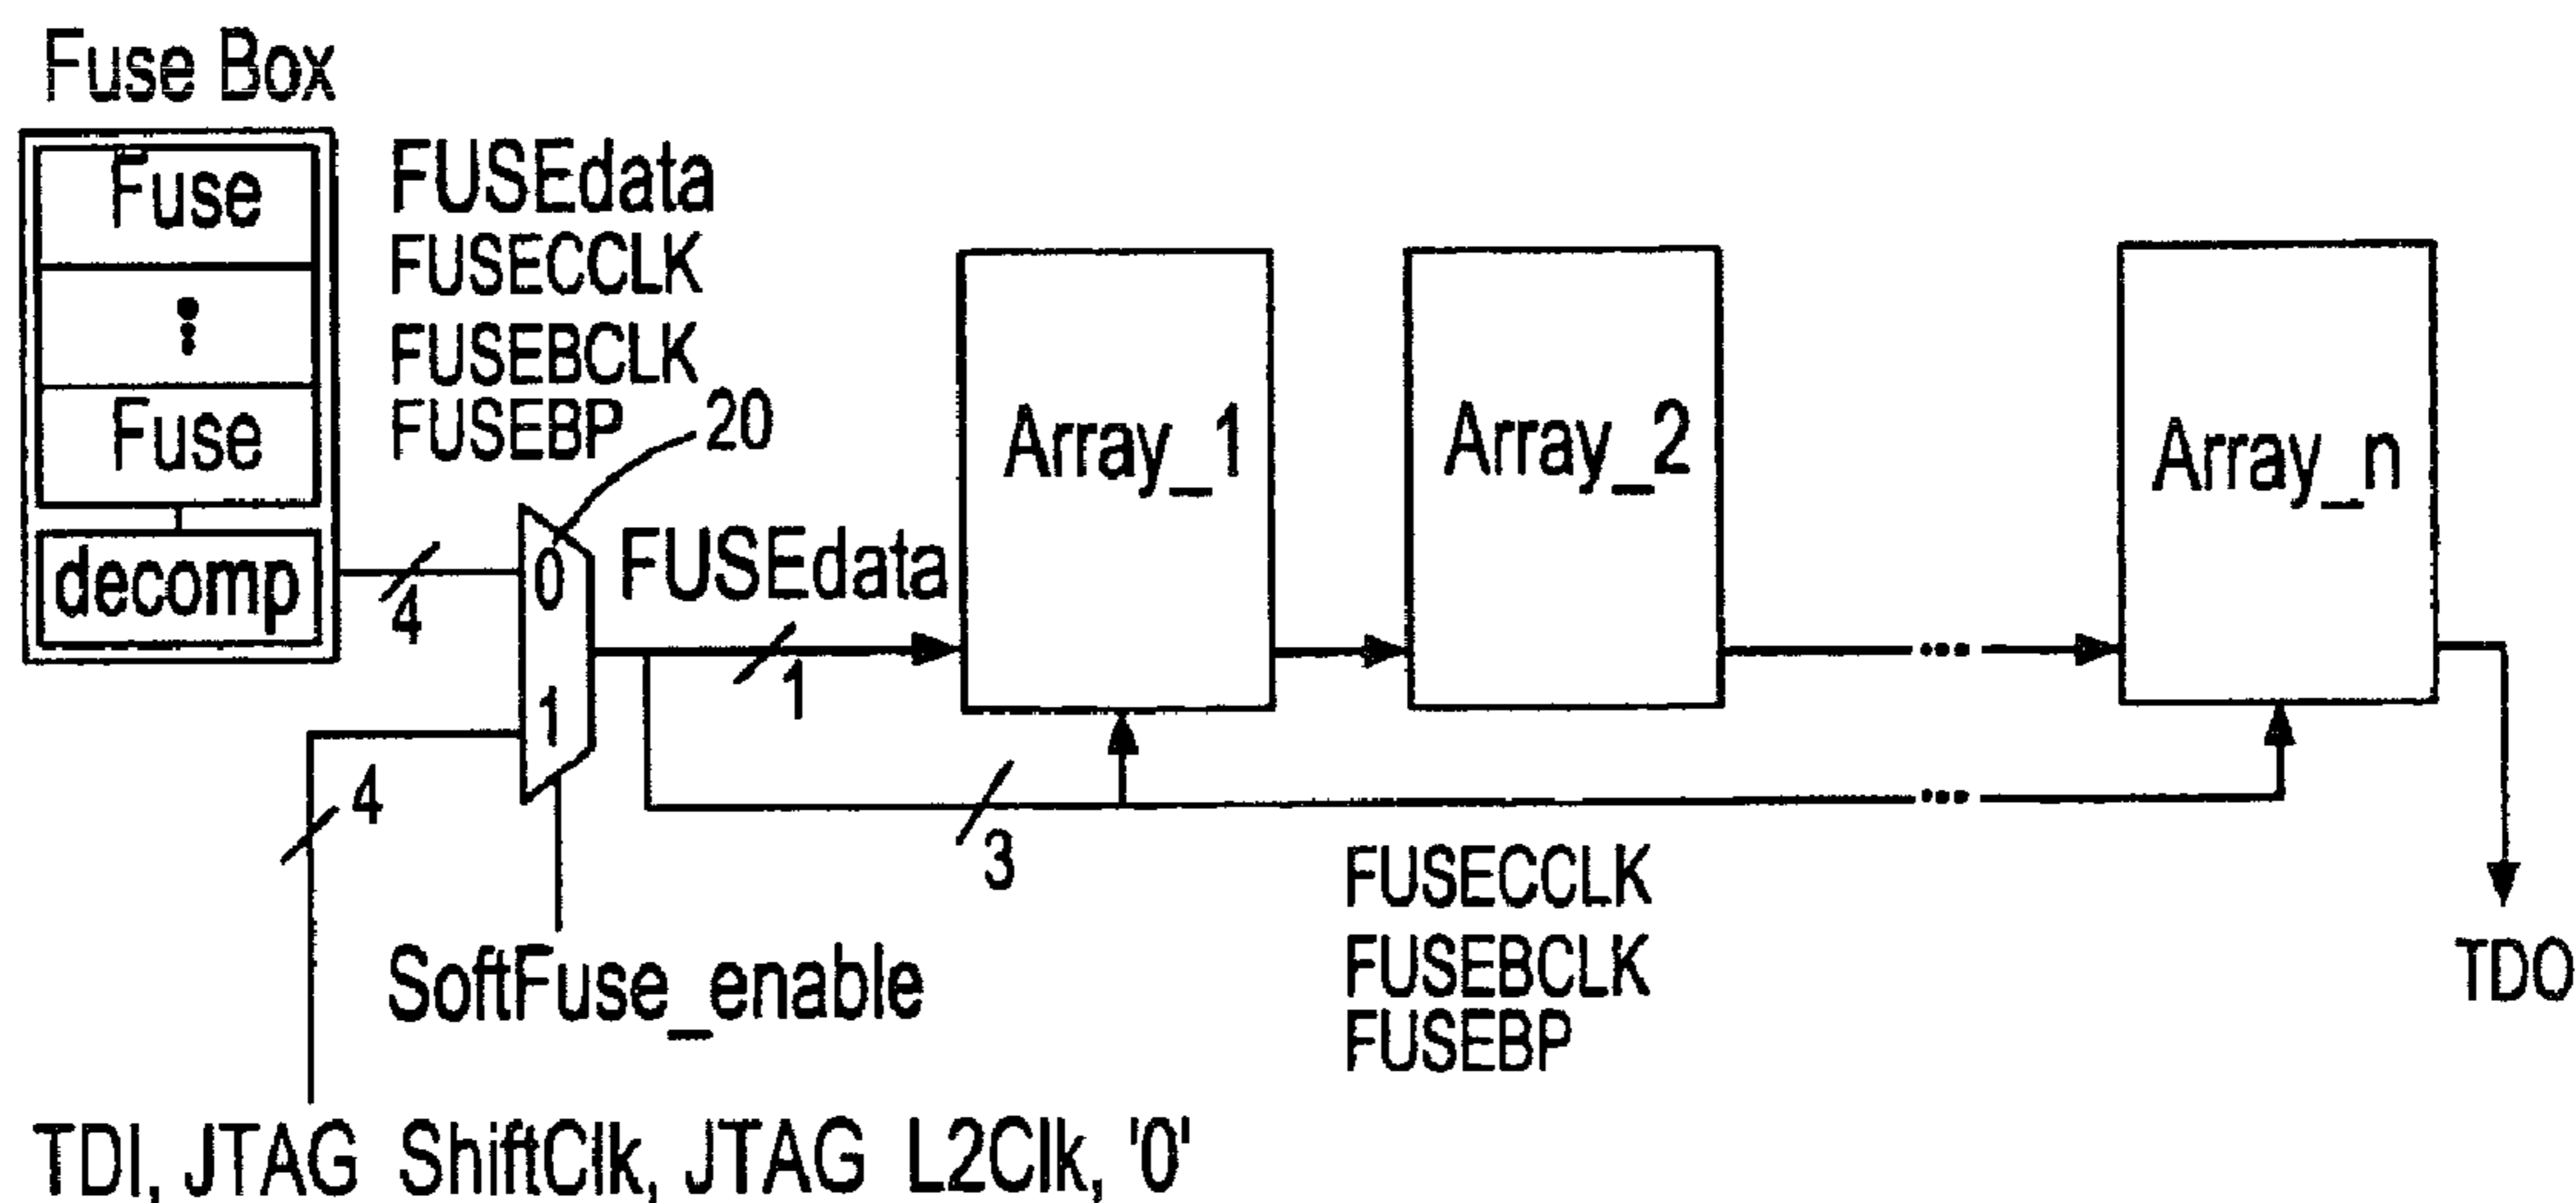 Fuse Box
Fuse
Fuse
decomp
FUSEdata
FUSECCLK
FUSEBCLK
FUSEBP
20
4
0
1
4
SoftFuse_enable
TDI, JTAG ShiftClk, JTAG L2Clk, '0'
FUSEdata
1
3
Array_1
Array_2
...
Array_n
...
FUSECCLK
FUSEBCLK
FUSEBP
TDO